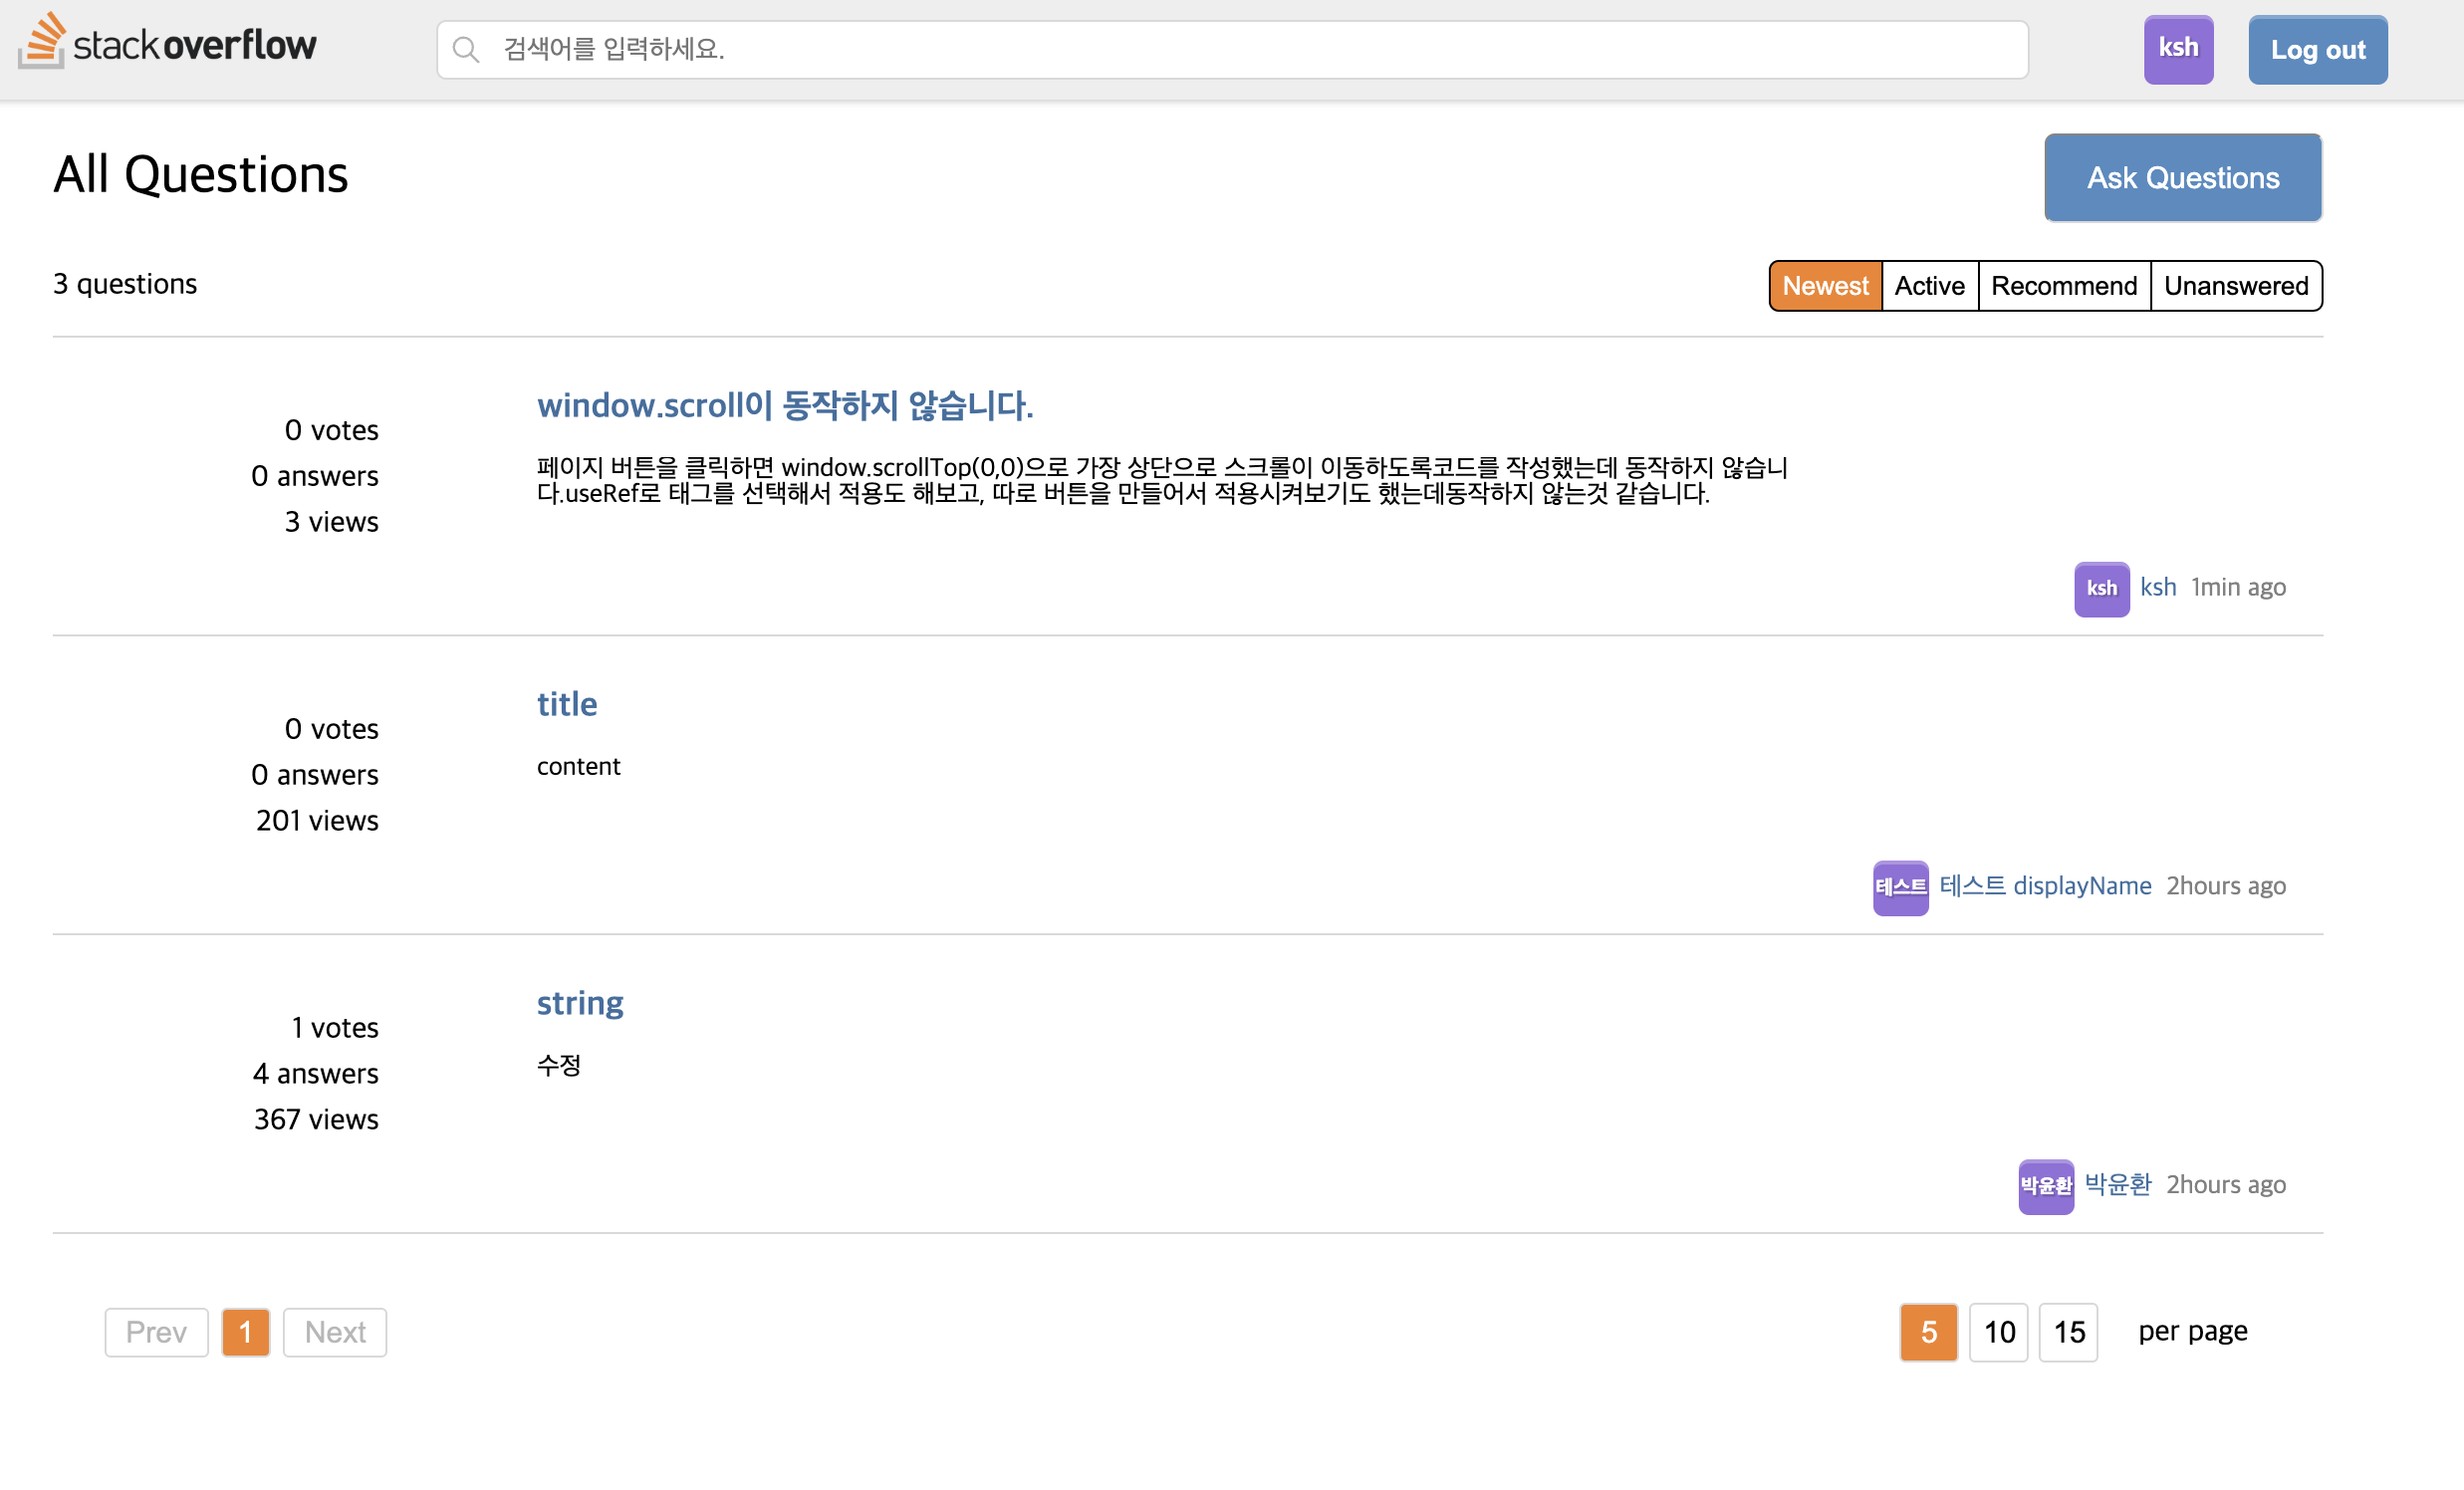 stackoverflow
검색어를 입력하세요.
ksh
Log out
All Questions
Ask Questions
3 questions
Newest
Active
Recommend
Unanswered
0 votes
0 answers
3 views
window.scroll이 동작하지 않습니다.
페이지 버튼을 클릭하면 window.scrollTop(0,0)으로 가장 상단으로 스크롤이 이동하도록코드를 작성했는데 동작하지 않습니
다.useRef로 태그를 선택해서 적용도 해보고, 따로 버튼을 만들어서 적용시켜보기도 했는데동작하지 않는것 같습니다.
ksh
ksh 1min ago
0 votes
0 answers
201 views
title
content
테스트
테스트 displayName 2hours ago
1 votes
4 answers
367 views
string
수정
박윤환
박윤환 2hours ago
Prev
1
Next
5
10
15
per page